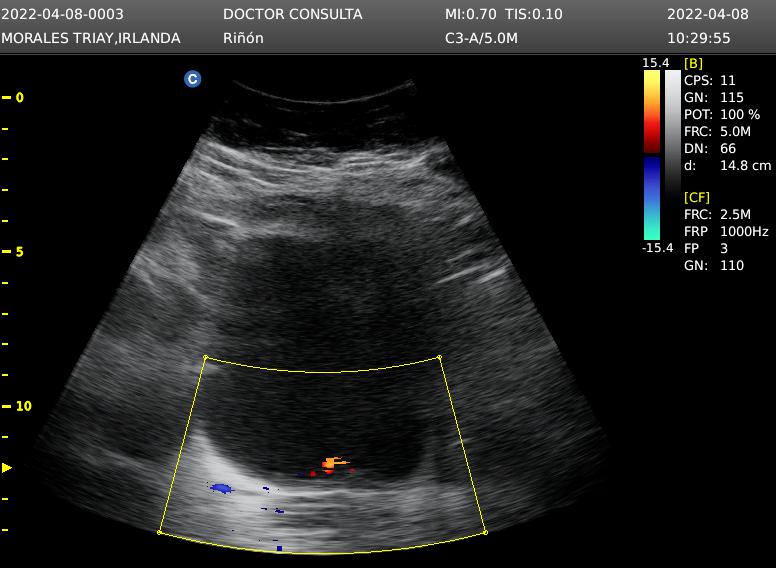 2022-04-08-0003 DOCTOR CONSULTA MI:0.70 TIS:0.10 2022-04-08
MORALES TRIAY,IRLANDA Riñón C3-A/5.0M 10:29:55
C
15.4 [B]
CPS: 11
GN: 115
POT: 100 %
FRC: 5.0M
DN: 66
d: 14.8 cm
[CF]
FRC: 2.5M
FRP 1000Hz
-15.4 FP 3
GN: 110
0
5
10